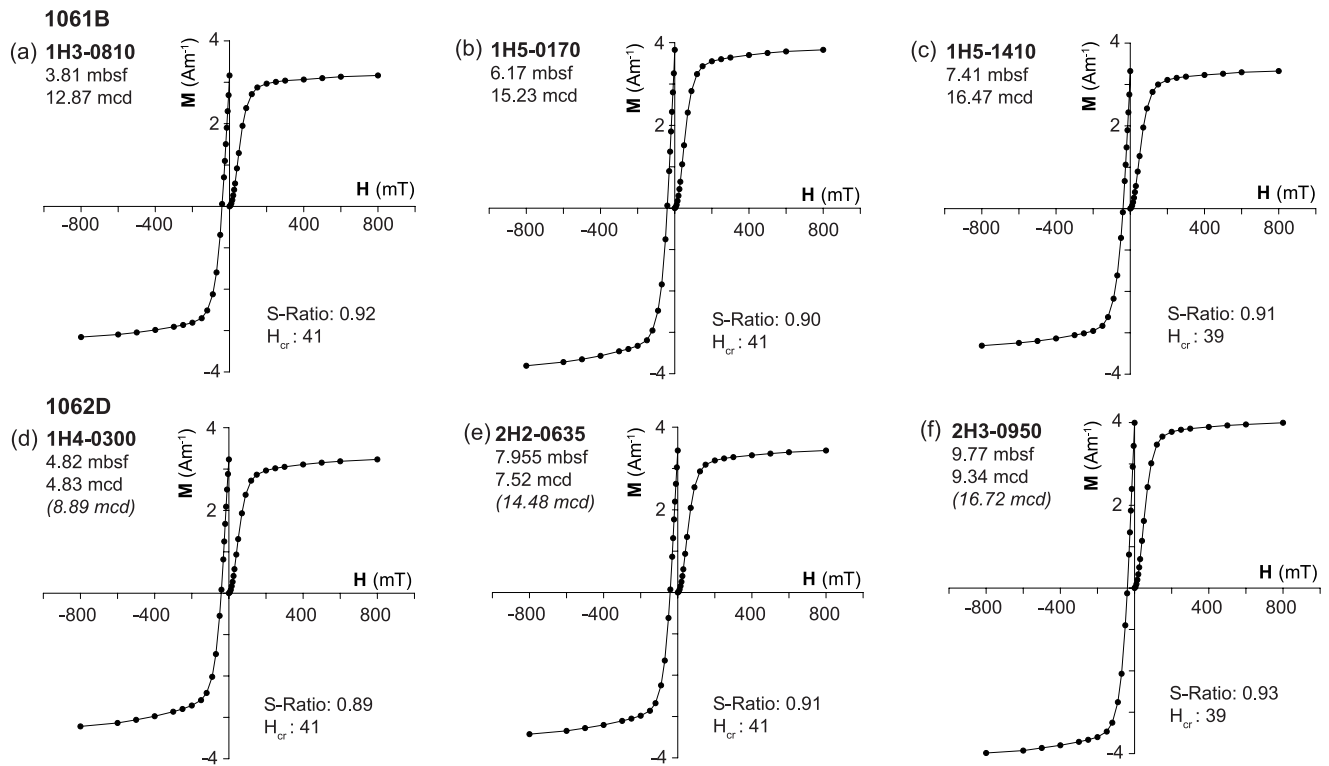 1061B
(a) 1H3-0810
3.81 mbsf
12.87 mcd
M (Am⁻¹)
4
2
H (mT)
-800
-400
400
800
-4
S-Ratio: 0.92
Hcr : 41
(b) 1H5-0170
6.17 mbsf
15.23 mcd
M (Am⁻¹)
4
2
H (mT)
-800
-400
400
800
-4
S-Ratio: 0.90
Hcr : 41
(c) 1H5-1410
7.41 mbsf
16.47 mcd
M (Am⁻¹)
4
2
H (mT)
-800
-400
400
800
-4
S-Ratio: 0.91
Hcr : 39
1062D
(d) 1H4-0300
4.82 mbsf
4.83 mcd
(8.89 mcd)
M (Am⁻¹)
4
2
H (mT)
-800
-400
400
800
-4
S-Ratio: 0.89
Hcr : 41
(e) 2H2-0635
7.955 mbsf
7.52 mcd
(14.48 mcd)
M (Am⁻¹)
4
2
H (mT)
-800
-400
400
800
-4
S-Ratio: 0.91
Hcr : 41
(f) 2H3-0950
9.77 mbsf
9.34 mcd
(16.72 mcd)
M (Am⁻¹)
4
2
H (mT)
-800
-400
400
800
-4
S-Ratio: 0.93
Hcr : 39